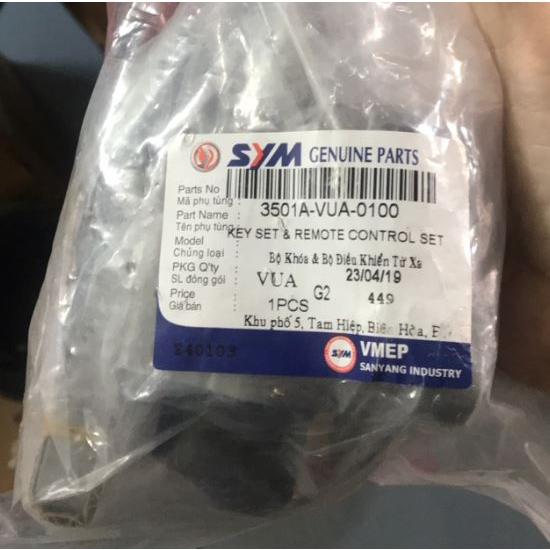 SYM GENUINE PARTS
Parts No
Mã phụ tùng :
3501A-VUA-0100
Part Name :
Tên phụ tùng
KEY SET & REMOTE CONTROL SET
Model
Chủng loại :
Bộ Khóa & Bộ Điều Khiển Từ Xa
PKG Q'ty
SL đóng gói :
VUA
23/04/19
Price
Giá bán :
1PCS
G2
449
Khu phố 5, Tam Hiệp, Biên Hòa,
E40103
SYM
VMEP
SANYANG INDUSTRY